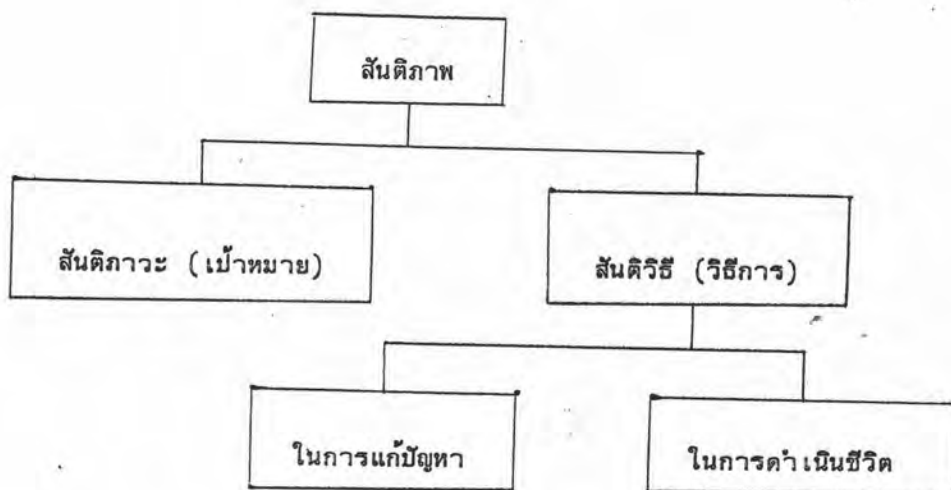 สันติภาพ
สันติภาวะ (เป้าหมาย)
สันติวิธี (วิธีการ)
ในการแก้ปัญหา
ในการดำเนินชีวิต